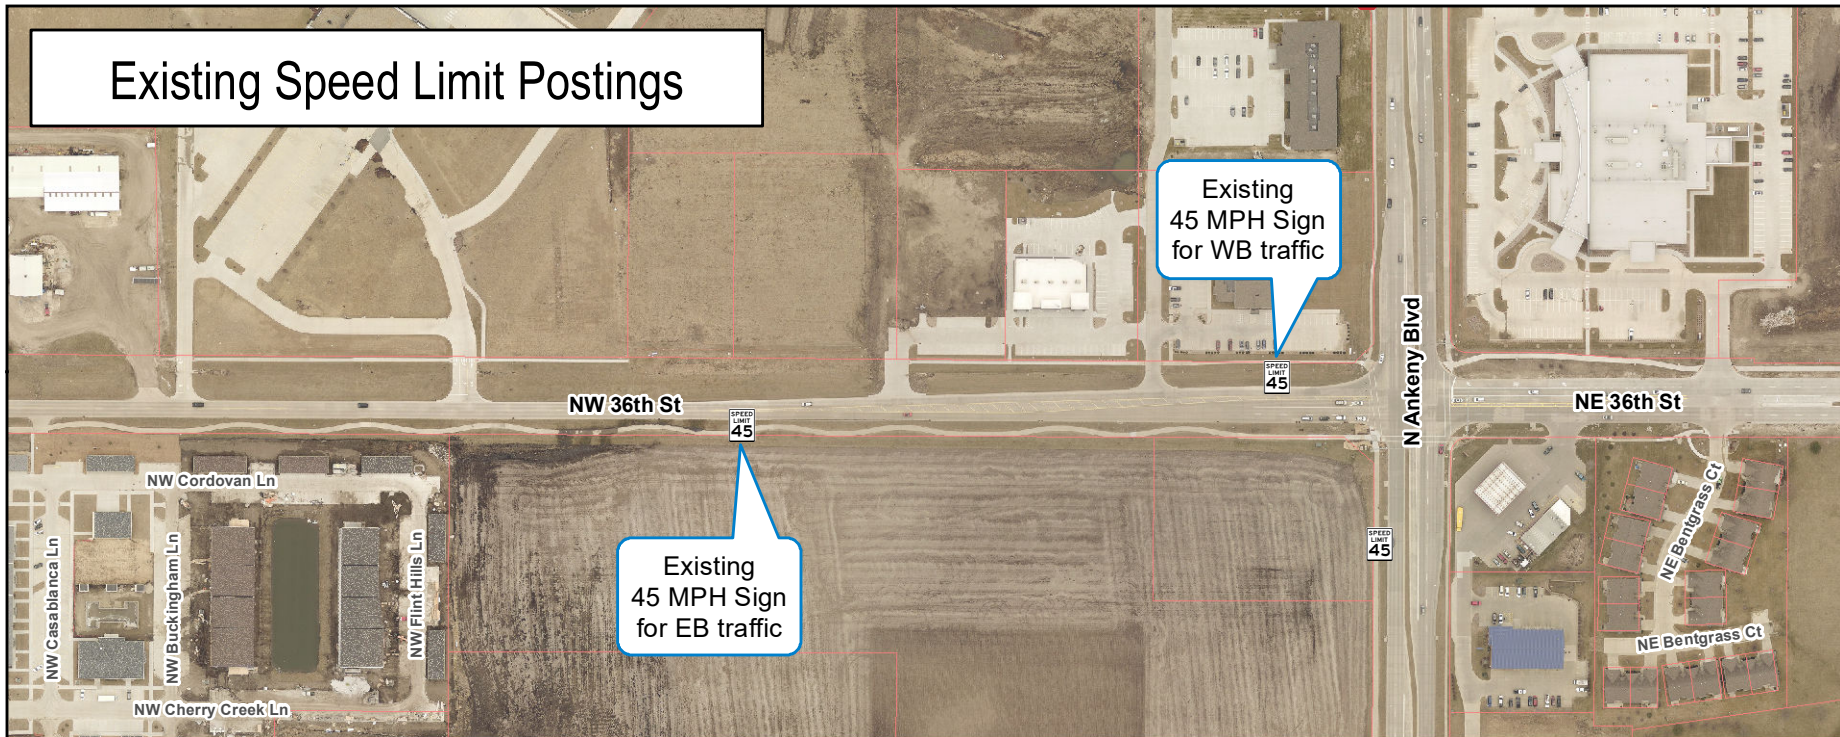 Existing Speed Limit Postings
Existing
45 MPH Sign
for WB traffic
SPEED
LIMIT
45
N Ankeny Blvd
NW 36th St
NE 36th St
SPEED
LIMIT
45
NW Cordovan Ln
NW Casablanca Ln
NW Buckingham Ln
NW Flint Hills Ln
NW Cherry Creek Ln
Existing
45 MPH Sign
for EB traffic
SPEED
LIMIT
45
NE Bentgrass Ct
NE Bentgrass Ct